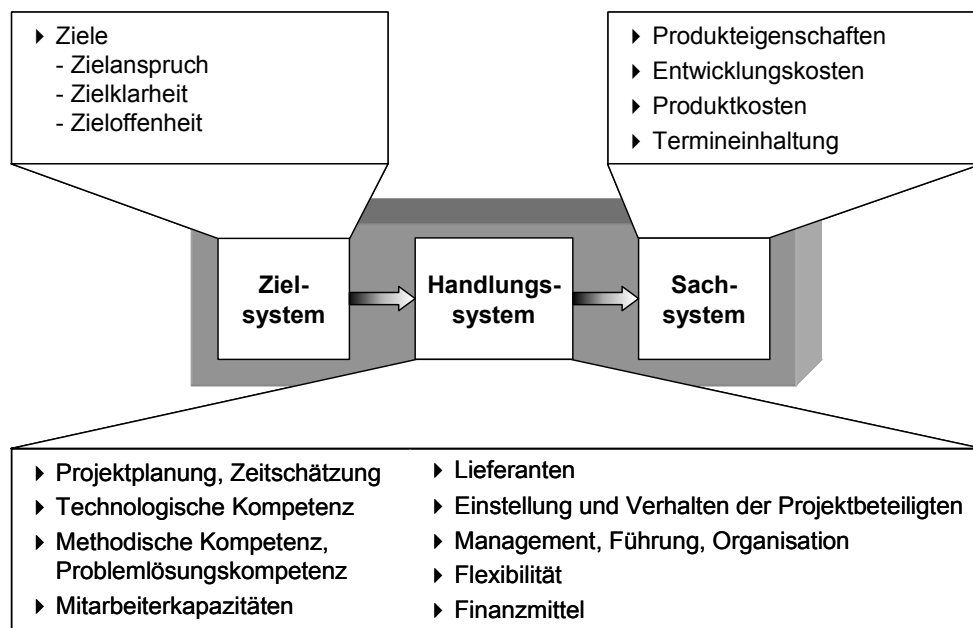 ▸ Ziele
- Zielanspruch
- Zielklarheit
- Zieloffenheit
▸ Produkteigenschaften
▸ Entwicklungskosten
▸ Produktkosten
▸ Termineinhaltung
Ziel-
system
Handlungs-
system
Sach-
system
▸ Projektplanung, Zeitschätzung
▸ Technologische Kompetenz
▸ Methodische Kompetenz,
Problemlösungskompetenz
▸ Mitarbeiterkapazitäten
▸ Lieferanten
▸ Einstellung und Verhalten der Projektbeteiligten
▸ Management, Führung, Organisation
▸ Flexibilität
▸ Finanzmittel